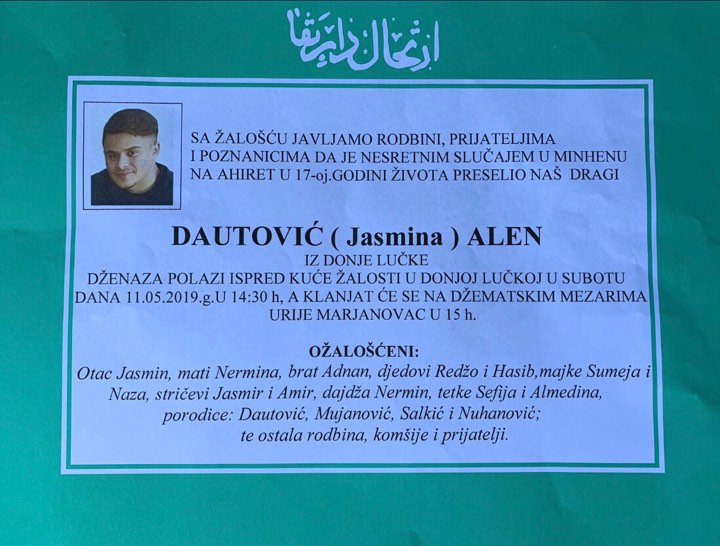 ارتحال دار بقا
SA ŽALOŠĆU JAVLJAMO RODBINI, PRIJATELJIMA
I POZNANICIMA DA JE NESRETNIM SLUČAJEM U MINHENU
NA AHIRET U 17-oj.GODINI ŽIVOTA PRESELIO NAŠ DRAGI
DAUTOVIĆ ( Jasmina ) ALEN
IZ DONJE LUČKE
DŽENAZA POLAZI ISPRED KUĆE ŽALOSTI U DONJOJ LUČKOJ U SUBOTU
DANA 11.05.2019.g.U 14:30 h, A KLANJAT ĆE SE NA DŽEMATSKIM MEZARIMA
URIJE MARJANOVAC U 15 h.
OŽALOŠĆENI:
Otac Jasmin, mati Nermina, brat Adnan, djedovi Redžo i Hasib,majke Sumeja i
Naza, stričevi Jasmir i Amir, dajdža Nermin, tetke Sefija i Almedina,
porodice: Dautović, Mujanović, Salkić i Nuhanović;
te ostala rodbina, komšije i prijatelji.